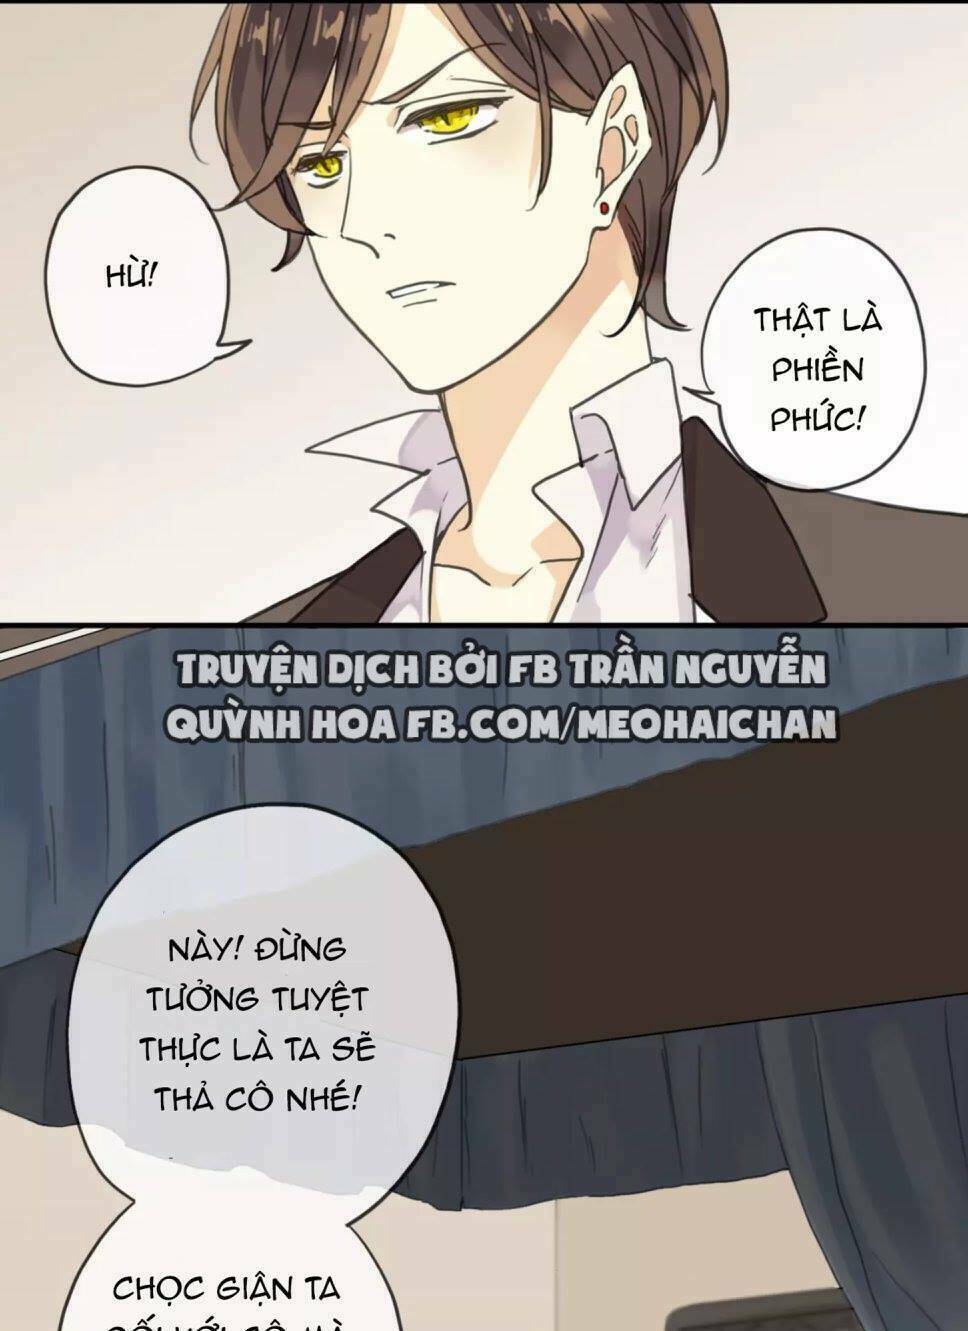 HỪ!
THẬT LÀ
PHIỀN
PHỨC!
TRUYỆN DỊCH BỞI FB TRẦN NGUYỄN
QUỲNH HOA FB.COM/MEOHAICHAN
NÀY! ĐỪNG
TƯỞNG TUYỆT
THỰC LÀ TA SẼ
THẢ CÔ NHÉ!
CHỌC GIẬN TA